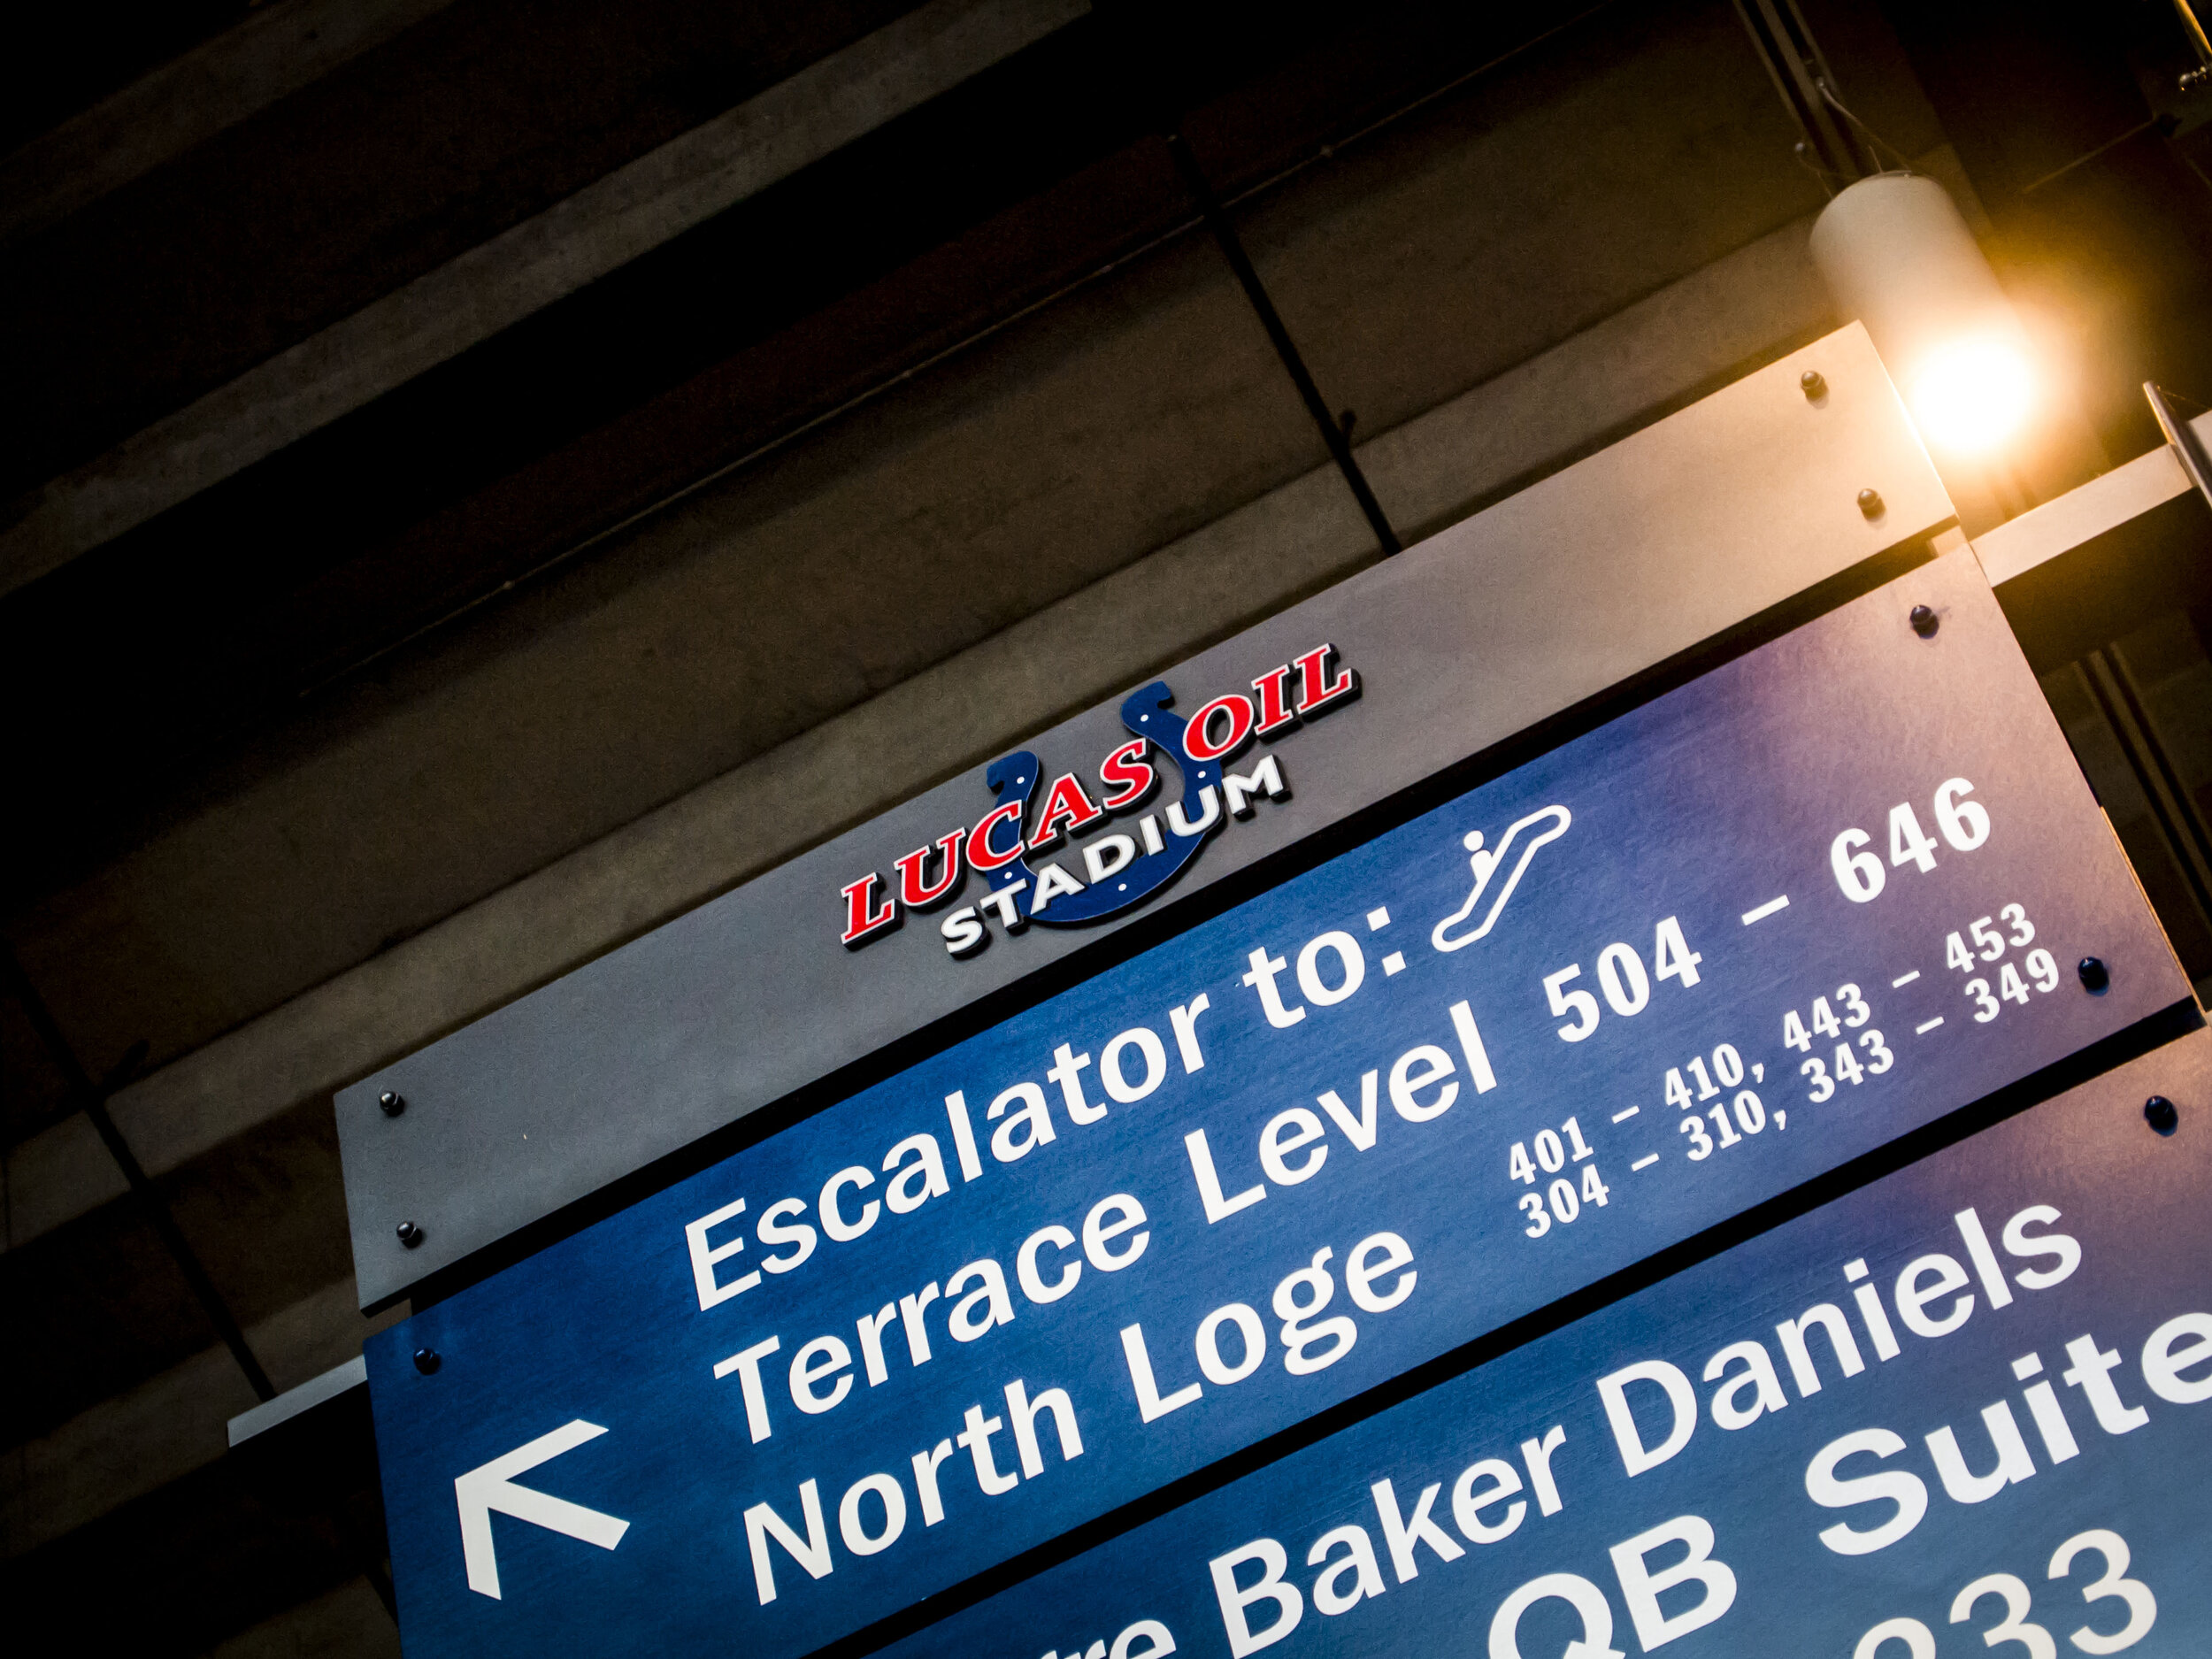 LUCAS OIL
STADIUM
Escalator to:
Terrace Level 504 – 646
North Loge
401 – 410, 443 – 453
304 – 310, 343 – 349
Baker Daniels
QB Suite